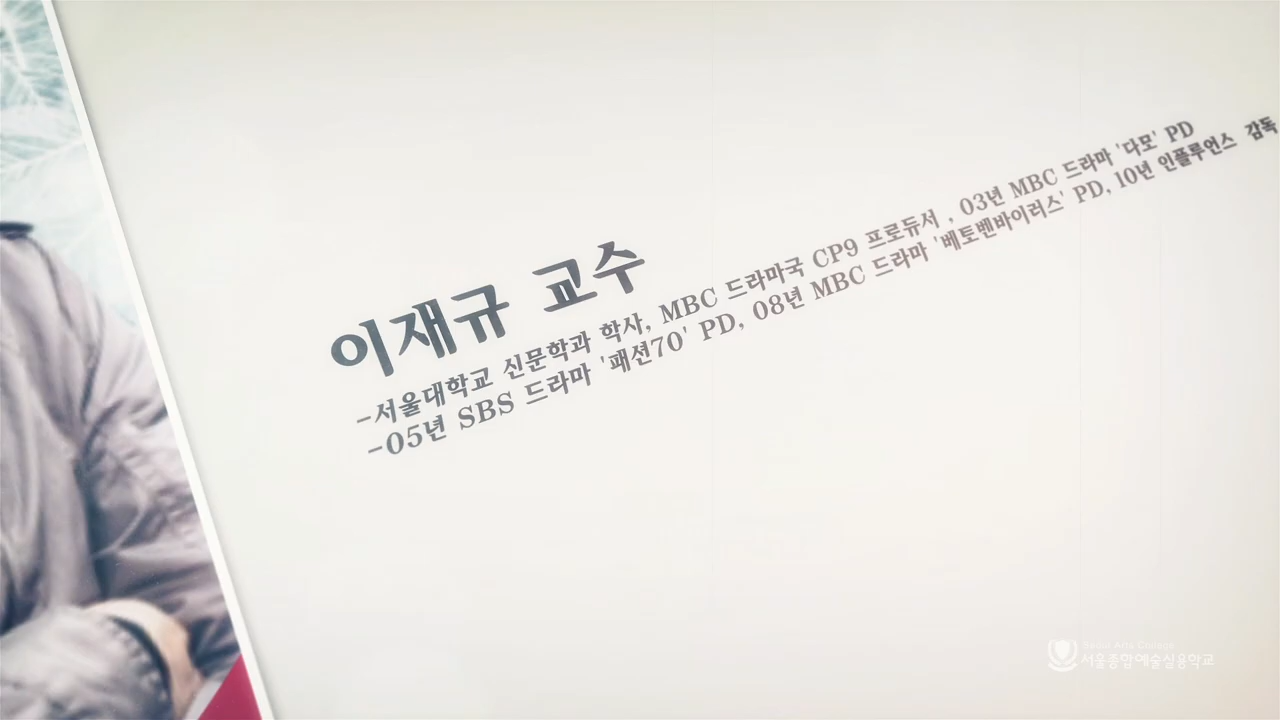 이재규 교수
-서울대학교 신문학과 학사, MBC 드라마국 CP9 프로듀서 , 03년 MBC 드라마 '다모' PD
-05년 SBS 드라마 '패션70' PD, 08년 MBC 드라마 '베토벤바이러스' PD, 10년 인플루언스 감독
Seoul Arts College
서울종합예술실용학교